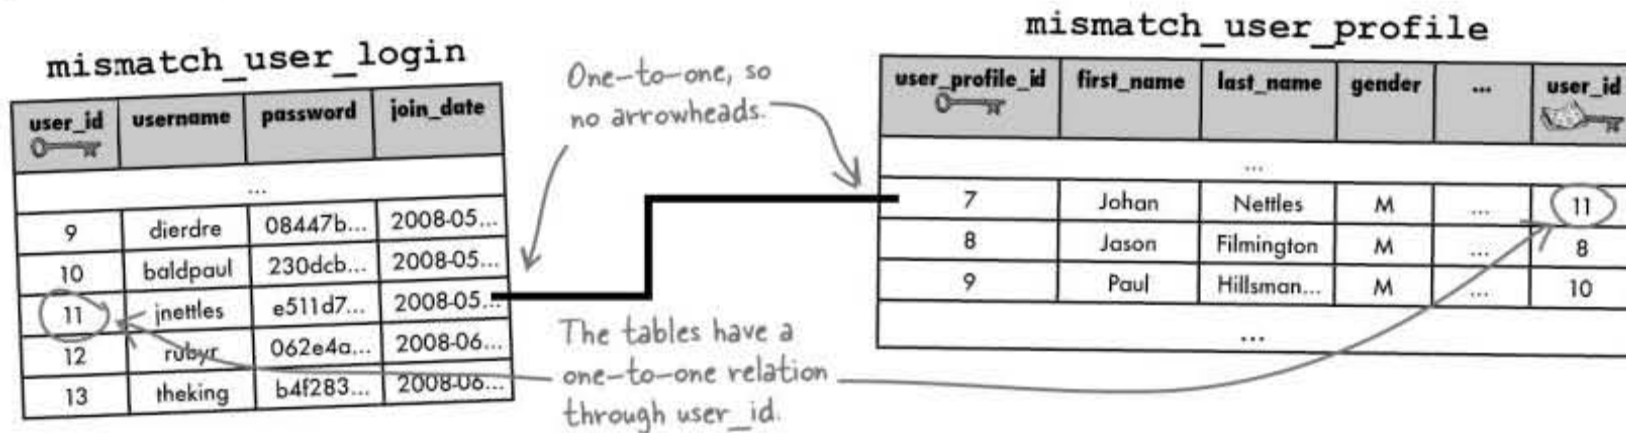 mismatch_user_login
user_id username password join_date
...
9 dierdre 08447b... 2008-05...
10 baldpaul 230dcb... 2008-05...
11 jnettles e511d7... 2008-05...
12 rubyr 062e4a... 2008-06...
13 theking b4f283... 2008-06...
One-to-one, so
no arrowheads.
The tables have a
one-to-one relation
through user_id.
mismatch_user_profile
user_profile_id first_name last_name gender ... user_id
...
7 Johan Nettles M ... 11
8 Jason Filmington M ... 8
9 Paul Hillsman... M ... 10
...